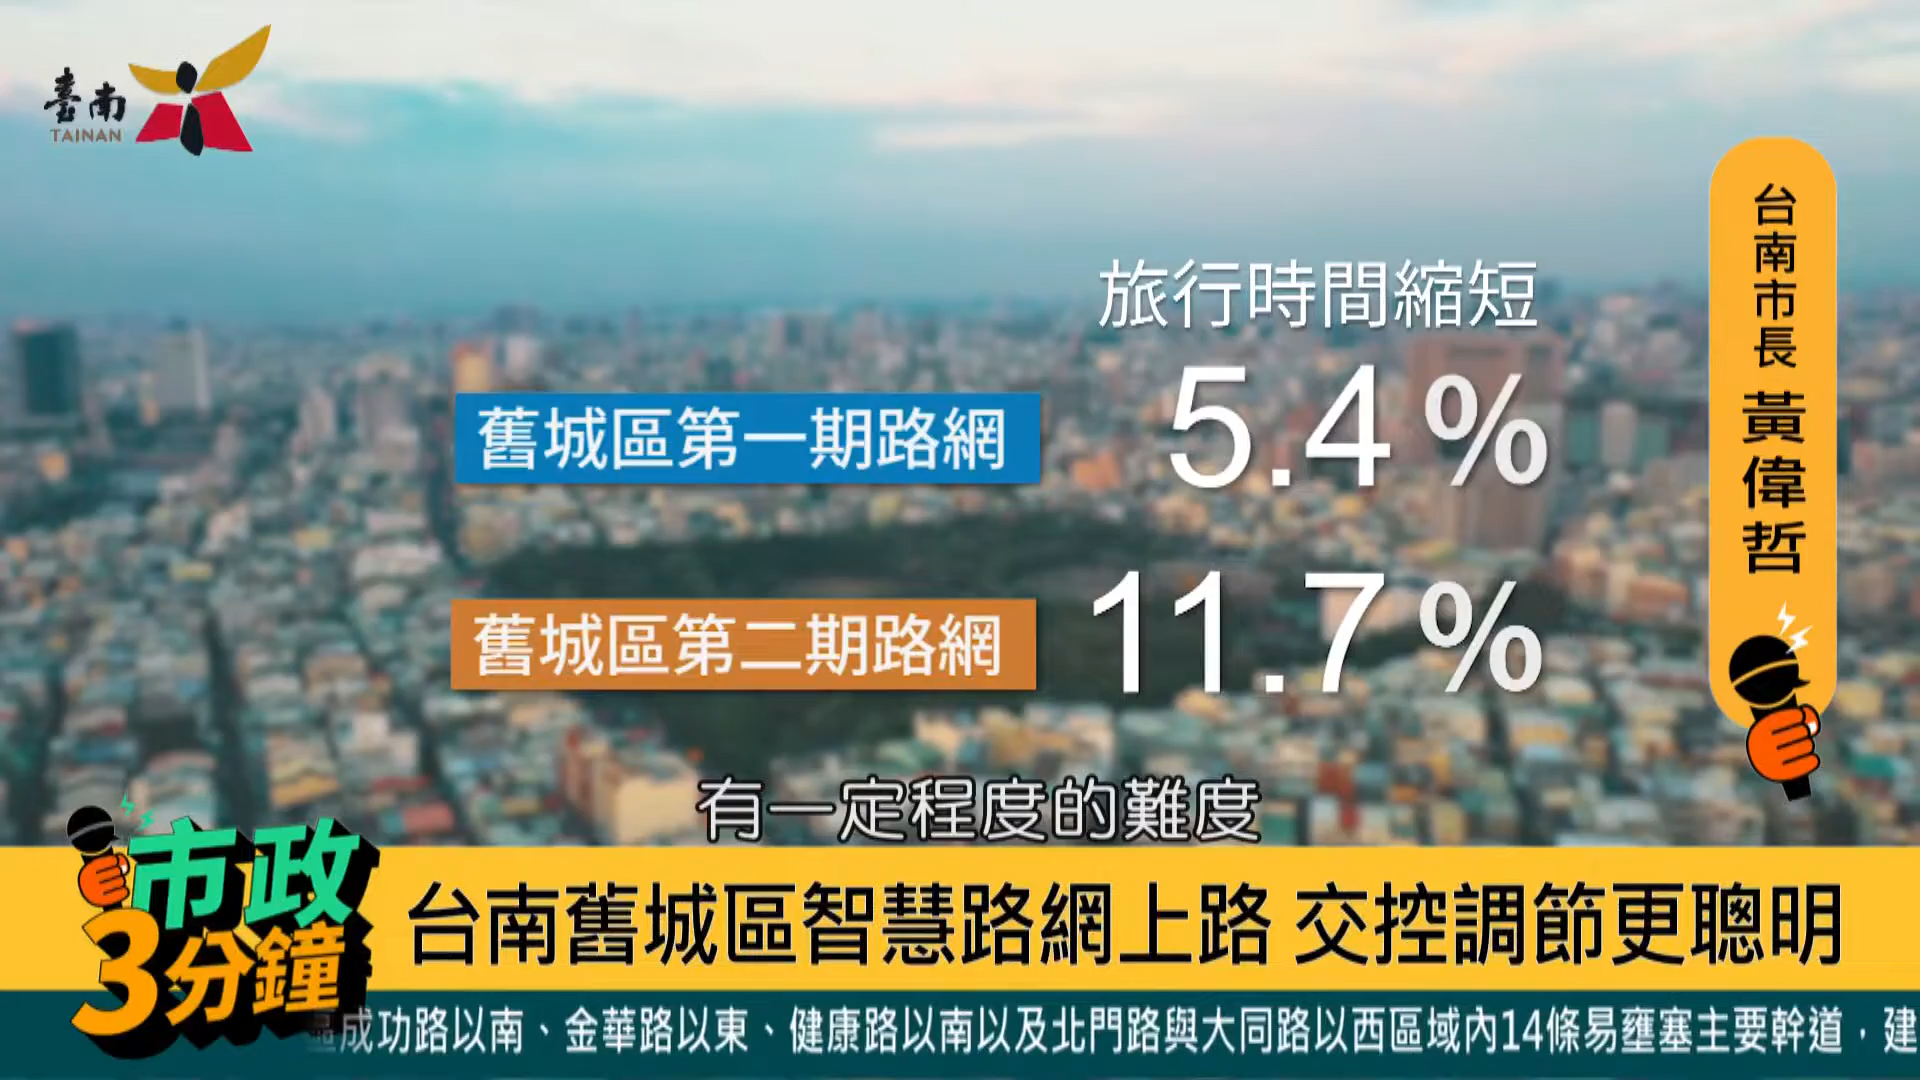 臺南
TAINAN
台南市長 黃偉哲
旅行時間縮短
舊城區第一期路網 5.4%
舊城區第二期路網 11.7%
有一定程度的難度
市政
3分鐘
台南舊城區智慧路網上路 交控調節更聰明
區成功路以南、金華路以東、健康路以南以及北門路與大同路以西區域內14條易壅塞主要幹道，建